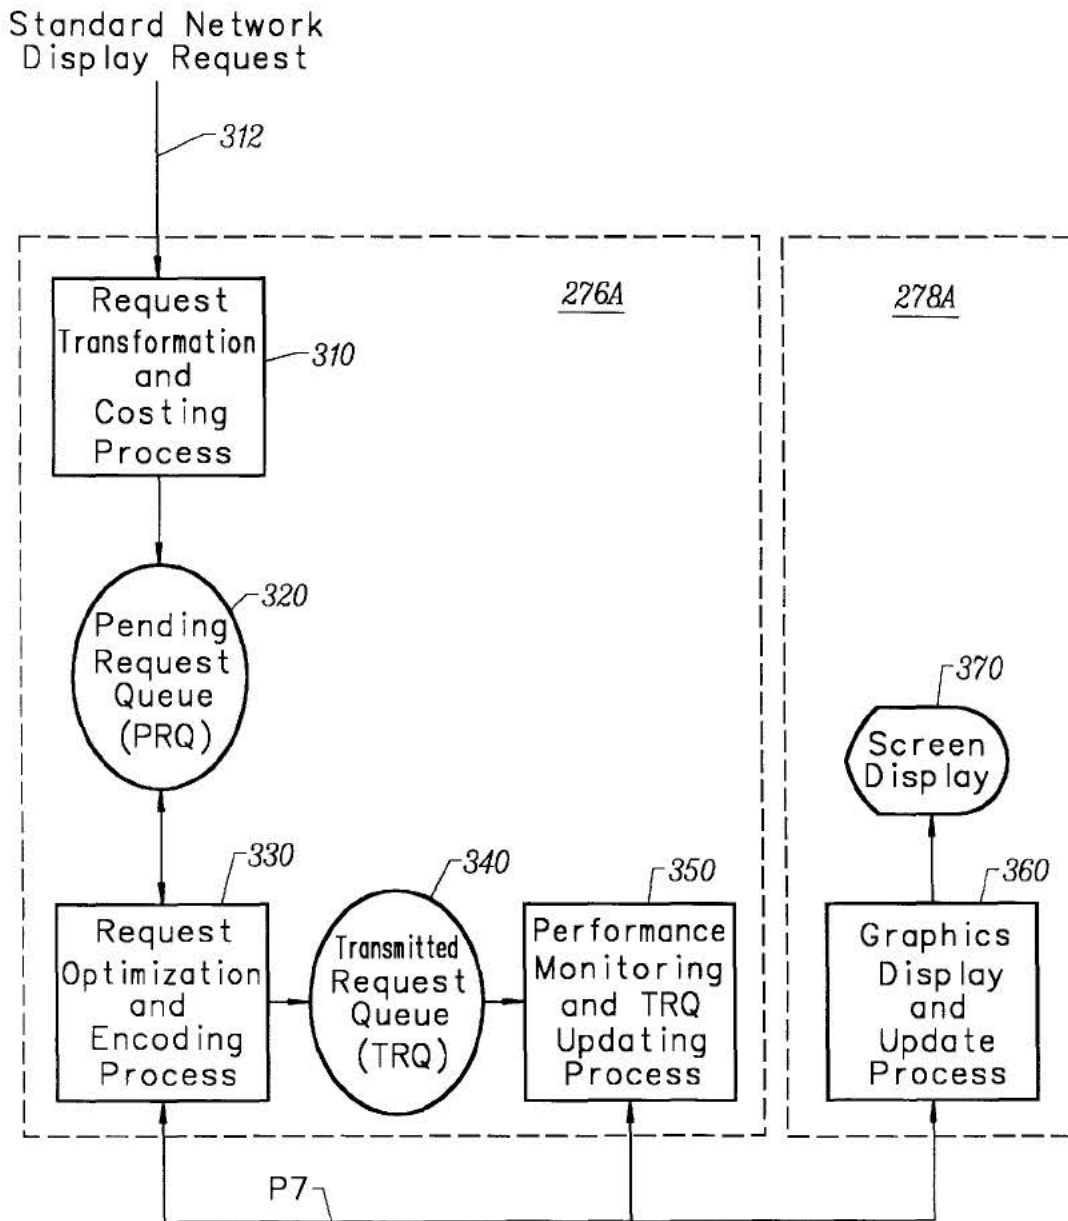 Standard Network
Display Request
312
276A
278A
Request
Transformation
and
Costing
Process
310
320
Pending
Request
Queue
(PRQ)
370
Screen
Display
330
340
350
360
Request
Optimization
and
Encoding
Process
Transmitted
Request
Queue
(TRQ)
Performance
Monitoring
and TRQ
Updating
Process
Graphics
Display
and
Update
Process
P7